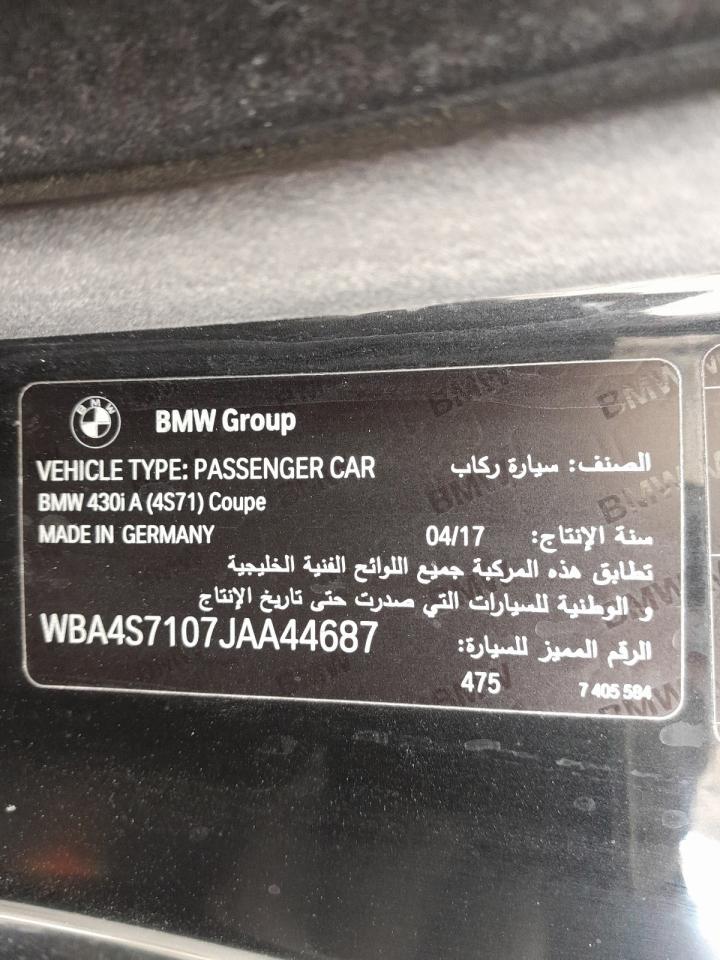 BMW Group
VEHICLE TYPE: PASSENGER CAR الصنف: سيارة ركاب
BMW 430i A (4S71) Coupe
MADE IN GERMANY 04/17 سنة الإنتاج:
تطابق هذه المركبة جميع اللوائح الفنية الخليجية
و الوطنية للسيارات التي صدرت حتى تاريخ الإنتاج
WBA4S7107JAA44687 الرقم المميز للسيارة:
475 7 405 584